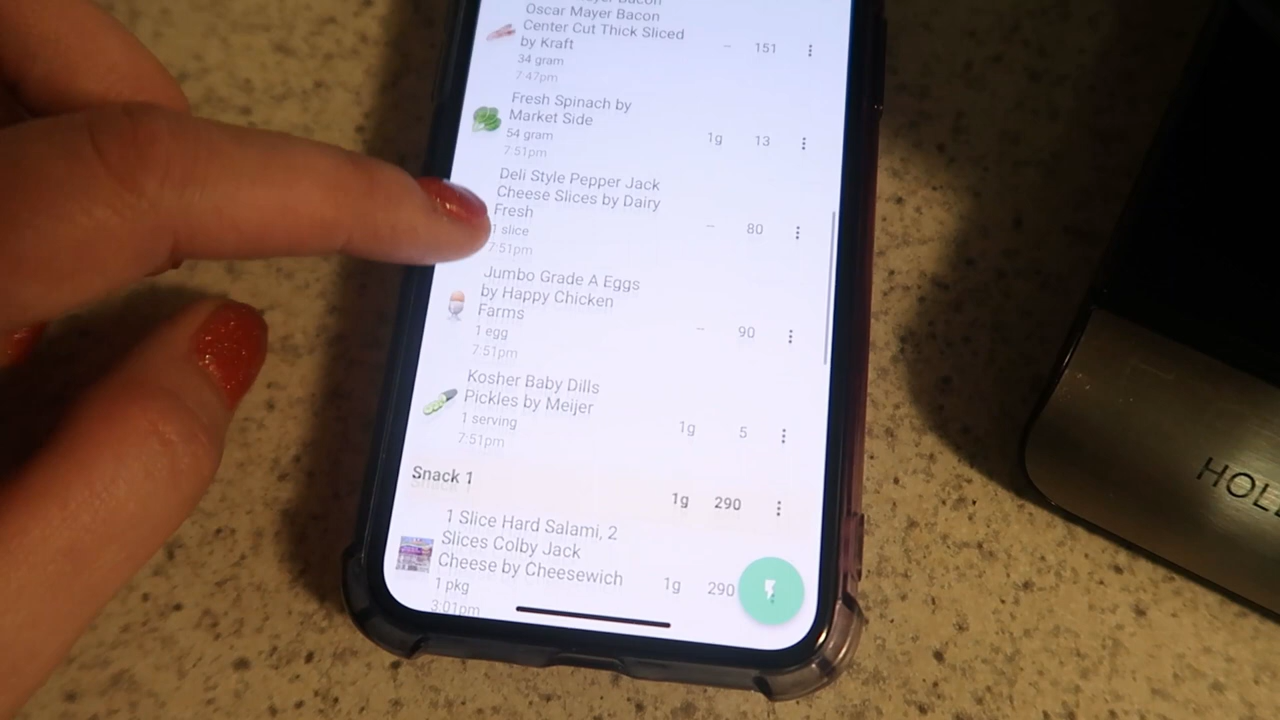 Mayer Bacon
Oscar Mayer Bacon
Center Cut Thick Sliced
by Kraft
-- 151
34 gram
7:47pm
Fresh Spinach by
Market Side
1g 13
54 gram
7:51pm
Deli Style Pepper Jack
Cheese Slices by Dairy
Fresh
-- 80
1 slice
7:51pm
Jumbo Grade A Eggs
by Happy Chicken
Farms
-- 90
1 egg
7:51pm
Kosher Baby Dills
Pickles by Meijer
1g 5
1 serving
7:51pm
Snack 1
1g 290
1 Slice Hard Salami, 2
Slices Colby Jack
Cheese by Cheesewich
1g 290
1 pkg
3:01pm